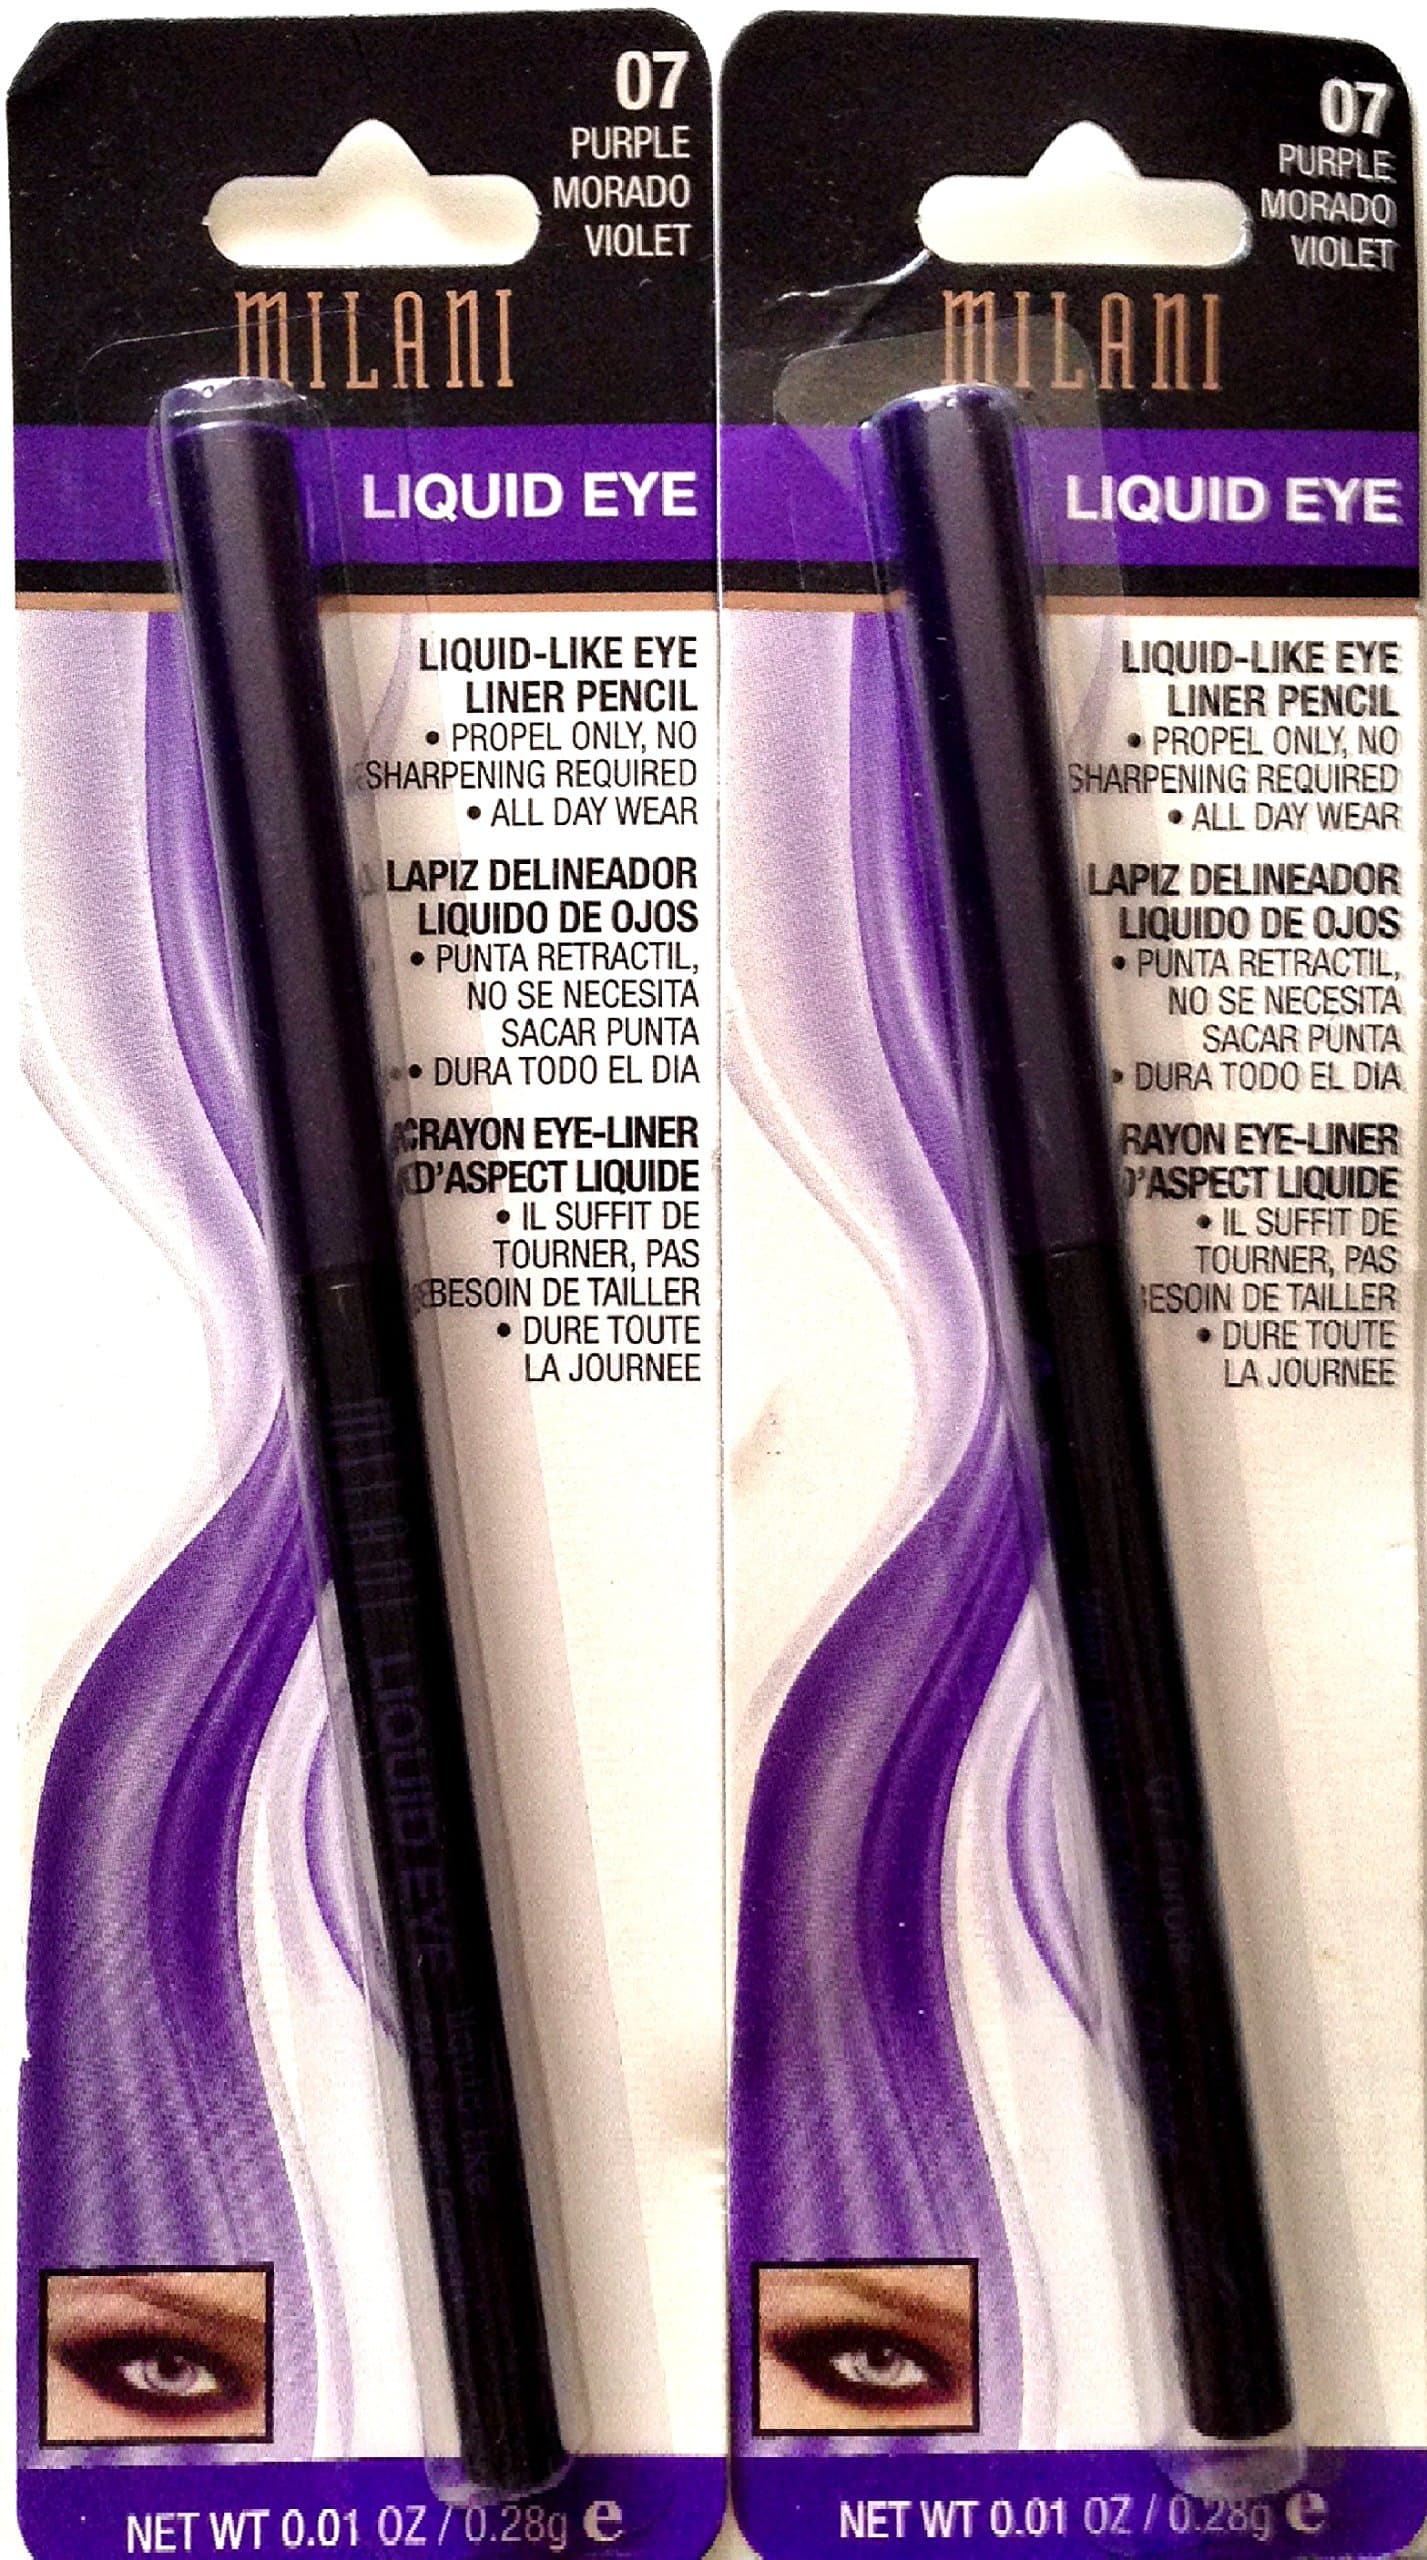 07
PURPLE
MORADO
VIOLET
MILANI
LIQUID EYE
LIQUID-LIKE EYE
LINER PENCIL
• PROPEL ONLY, NO
SHARPENING REQUIRED
• ALL DAY WEAR
LAPIZ DELINEADOR
LIQUIDO DE OJOS
• PUNTA RETRACTIL,
NO SE NECESITA
SACAR PUNTA
• DURA TODO EL DIA
CRAYON EYE-LINER
D'ASPECT LIQUIDE
• IL SUFFIT DE
TOURNER, PAS
BESOIN DE TAILLER
• DURE TOUTE
LA JOURNEE
MILANI LIQUID EYE liquid-like
NET WT 0.01 OZ / 0.28g e
07
PURPLE
MORADO
VIOLET
MILANI
LIQUID EYE
LIQUID-LIKE EYE
LINER PENCIL
• PROPEL ONLY, NO
SHARPENING REQUIRED
• ALL DAY WEAR
LAPIZ DELINEADOR
LIQUIDO DE OJOS
• PUNTA RETRACTIL,
NO SE NECESITA
SACAR PUNTA
• DURA TODO EL DIA
RAYON EYE-LINER
D'ASPECT LIQUIDE
• IL SUFFIT DE
TOURNER, PAS
ESOIN DE TAILLER
• DURE TOUTE
LA JOURNEE
07 Purple
NET WT 0.01 OZ / 0.28g e